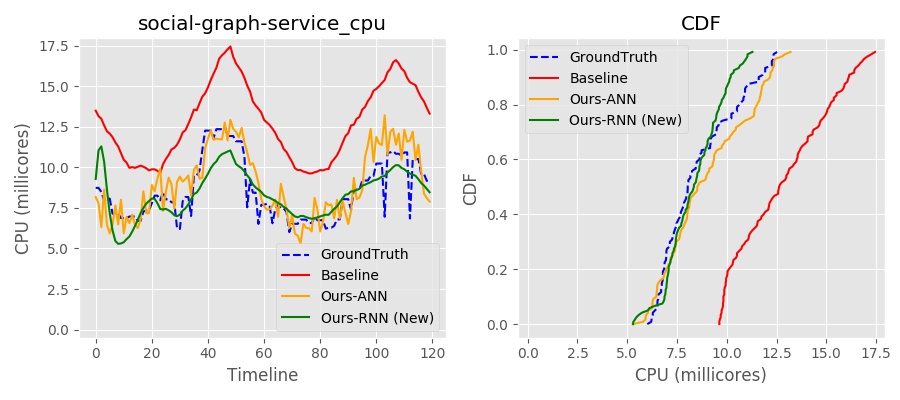 social-graph-service_cpu
CPU (millicores)
17.5
15.0
12.5
10.0
7.5
5.0
2.5
0.0
0 20 40 60 80 100 120
Timeline
GroundTruth
Baseline
Ours-ANN
Ours-RNN (New)
CDF
CDF
1.0
0.8
0.6
0.4
0.2
0.0
0.0 2.5 5.0 7.5 10.0 12.5 15.0 17.5
CPU (millicores)
GroundTruth
Baseline
Ours-ANN
Ours-RNN (New)